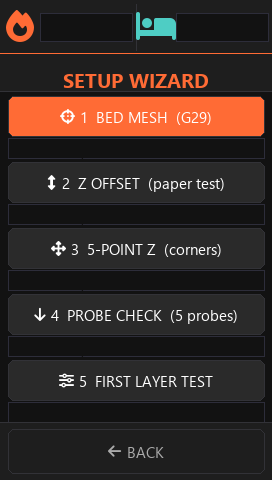 SETUP WIZARD
1 BED MESH (G29)
2 Z OFFSET (paper test)
3 5-POINT Z (corners)
4 PROBE CHECK (5 probes)
5 FIRST LAYER TEST
BACK